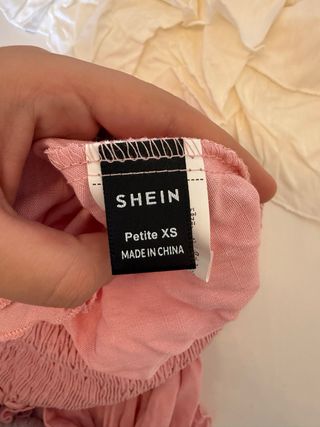 SHEIN
Petite XS
MADE IN CHINA